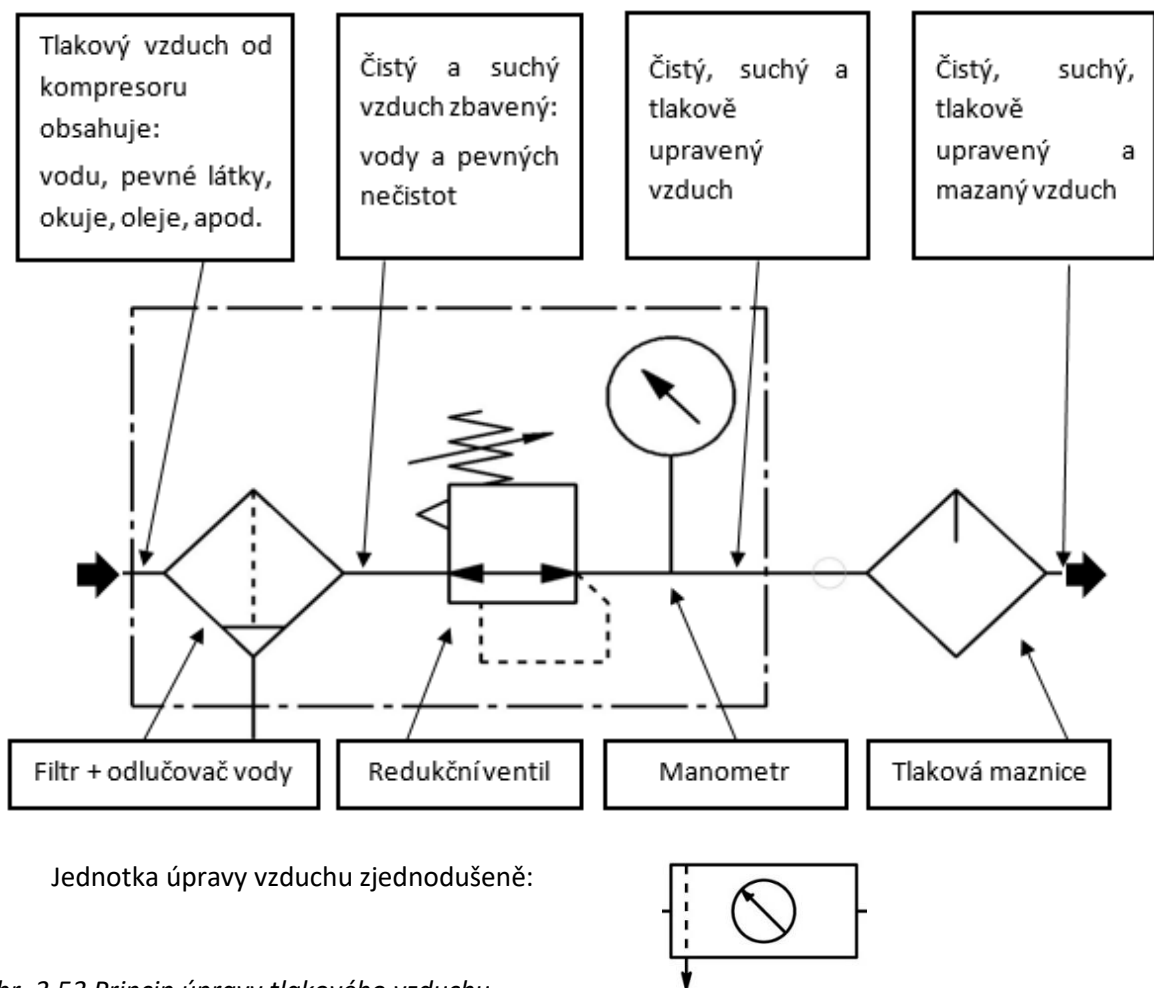 Tlakový vzduch od
kompresoru
obsahuje:
vodu, pevné látky,
okuje, oleje, apod.
Čistý a suchý
vzduch zbavený:
vody a pevných
nečistot
Čistý, suchý a
tlakově
upravený
vzduch
Čistý, suchý,
tlakově
upravený a
mazaný vzduch
Filtr + odlučovač vody
Redukční ventil
Manometr
Tlaková maznice
Jednotka úpravy vzduchu zjednodušeně:
br. 3.53 Princip úpravy tlakového vzduchu